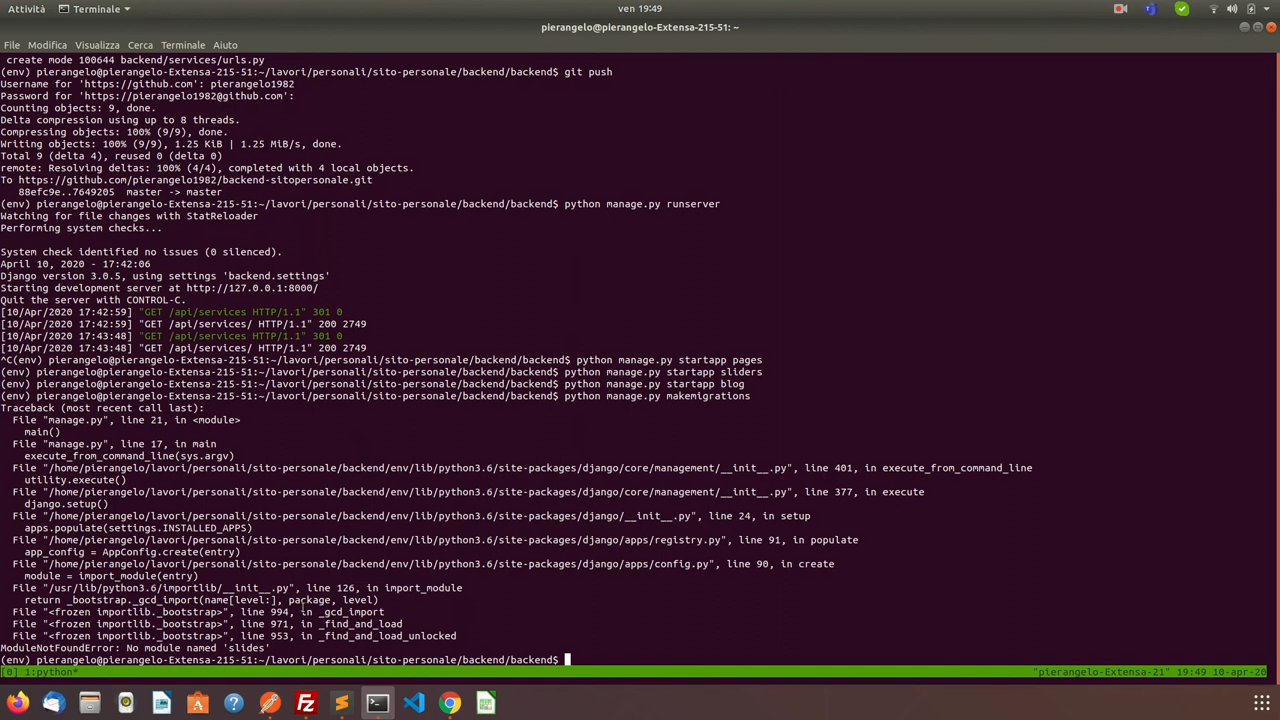 Attività Terminale ven 19:49
pierangelo@pierangelo-Extensa-215-51: ~
File Modifica Visualizza Cerca Terminale Aiuto
create mode 100644 backend/services/urls.py
(env) pierangelo@pierangelo-Extensa-215-51:~/lavori/personali/sito-personale/backend/backend$ git push
Username for 'https://github.com': pierangelo1982
Password for 'https://pierangelo1982@github.com':
Counting objects: 9, done.
Delta compression using up to 8 threads.
Compressing objects: 100% (9/9), done.
Writing objects: 100% (9/9), 1.25 KiB | 1.25 MiB/s, done.
Total 9 (delta 4), reused 0 (delta 0)
remote: Resolving deltas: 100% (4/4), completed with 4 local objects.
To https://github.com/pierangelo1982/backend-sitopersonale.git
88efc9e..7649205 master -> master
(env) pierangelo@pierangelo-Extensa-215-51:~/lavori/personali/sito-personale/backend/backend$ python manage.py runserver
Watching for file changes with StatReloader
Performing system checks...
System check identified no issues (0 silenced).
April 10, 2020 - 17:42:06
Django version 3.0.5, using settings 'backend.settings'
Starting development server at http://127.0.0.1:8000/
Quit the server with CONTROL-C.
[10/Apr/2020 17:42:59] "GET /api/services HTTP/1.1" 301 0
[10/Apr/2020 17:42:59] "GET /api/services/ HTTP/1.1" 200 2749
[10/Apr/2020 17:43:48] "GET /api/services HTTP/1.1" 301 0
[10/Apr/2020 17:43:48] "GET /api/services/ HTTP/1.1" 200 2749
^C(env) pierangelo@pierangelo-Extensa-215-51:~/lavori/personali/sito-personale/backend/backend$ python manage.py startapp pages
(env) pierangelo@pierangelo-Extensa-215-51:~/lavori/personali/sito-personale/backend/backend$ python manage.py startapp sliders
(env) pierangelo@pierangelo-Extensa-215-51:~/lavori/personali/sito-personale/backend/backend$ python manage.py startapp blog
(env) pierangelo@pierangelo-Extensa-215-51:~/lavori/personali/sito-personale/backend/backend$ python manage.py makemigrations
Traceback (most recent call last):
File "manage.py", line 21, in <module>
main()
File "manage.py", line 17, in main
execute_from_command_line(sys.argv)
File "/home/pierangelo/lavori/personali/sito-personale/backend/env/lib/python3.6/site-packages/django/core/management/__init__.py", line 401, in execute_from_command_line
utility.execute()
File "/home/pierangelo/lavori/personali/sito-personale/backend/env/lib/python3.6/site-packages/django/core/management/__init__.py", line 377, in execute
django.setup()
File "/home/pierangelo/lavori/personali/sito-personale/backend/env/lib/python3.6/site-packages/django/__init__.py", line 24, in setup
apps.populate(settings.INSTALLED_APPS)
File "/home/pierangelo/lavori/personali/sito-personale/backend/env/lib/python3.6/site-packages/django/apps/registry.py", line 91, in populate
app_config = AppConfig.create(entry)
File "/home/pierangelo/lavori/personali/sito-personale/backend/env/lib/python3.6/site-packages/django/apps/config.py", line 90, in create
module = import_module(entry)
File "/usr/lib/python3.6/importlib/__init__.py", line 126, in import_module
return _bootstrap._gcd_import(name[level:], package, level)
File "<frozen importlib._bootstrap>", line 994, in _gcd_import
File "<frozen importlib._bootstrap>", line 971, in _find_and_load
File "<frozen importlib._bootstrap>", line 953, in _find_and_load_unlocked
ModuleNotFoundError: No module named 'slides'
(env) pierangelo@pierangelo-Extensa-215-51:~/lavori/personali/sito-personale/backend/backend$
[0] 1:python* "pierangelo-Extensa-21" 19:49 10-apr-20